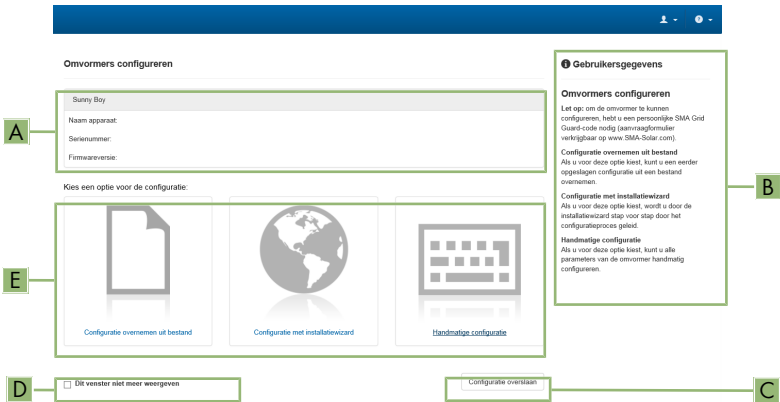 Omvormers configureren
Sunny Boy
Naam apparaat:
Serienummer:
Firmwareversie:
A
Kies een optie voor de configuratie:
Configuratie overnemen uit bestand
Configuratie met installatiewizard
Handmatige configuratie
E
Dit venster niet meer weergeven
D
Configuratie overslaan
C
Gebruikersgegevens
Omvormers configureren
Let op: om de omvormer te kunnen
configureren, hebt u een persoonlijke SMA Grid
Guard-code nodig (aanvraagformulier
verkrijgbaar op www.SMA-Solar.com).
Configuratie overnemen uit bestand
Als u voor deze optie kiest, kunt u een eerder
opgeslagen configuratie uit een bestand
overnemen.
Configuratie met installatiewizard
Als u voor deze optie kiest, wordt u door de
installatiewizard stap voor stap door het
configuratieproces geleid.
Handmatige configuratie
Als u voor deze optie kiest, kunt u alle
parameters van de omvormer handmatig
configureren.
B